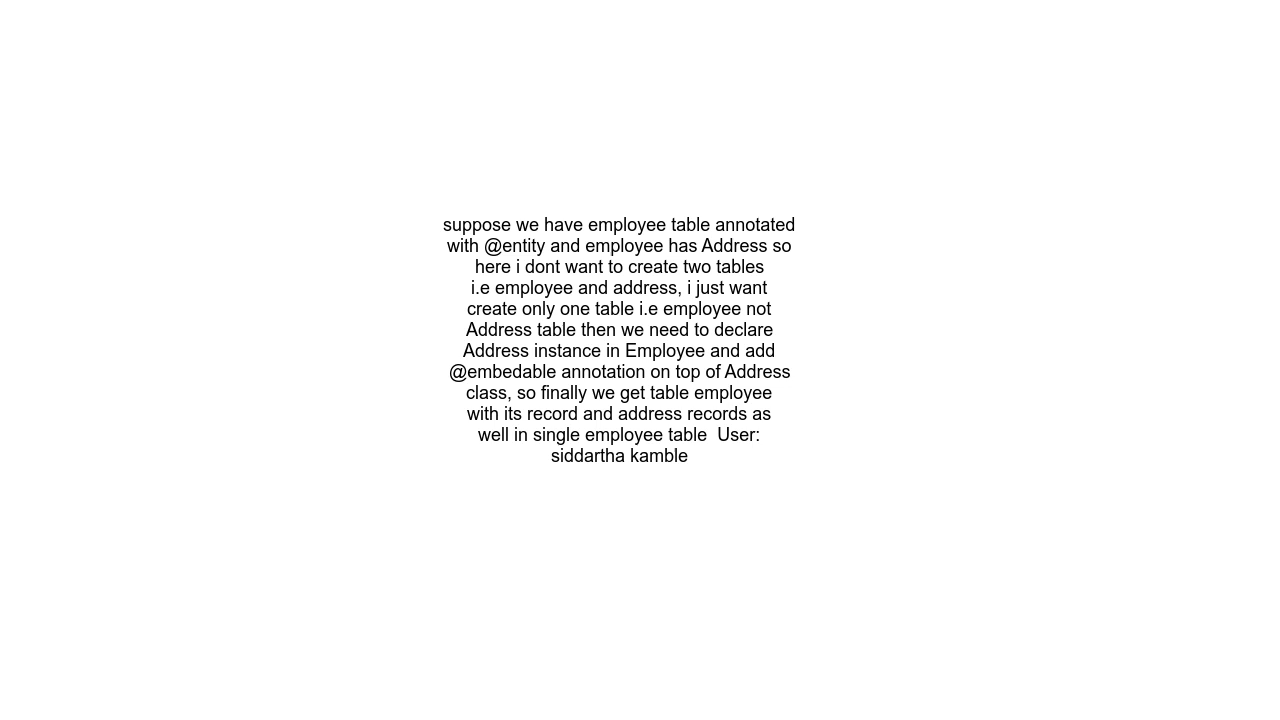 suppose we have employee table annotated
with @entity and employee has Address so
here i dont want to create two tables
i.e employee and address, i just want
create only one table i.e employee not
Address table then we need to declare
Address instance in Employee and add
@embedable annotation on top of Address
class, so finally we get table employee
with its record and address records as
well in single employee table  User:
siddartha kamble